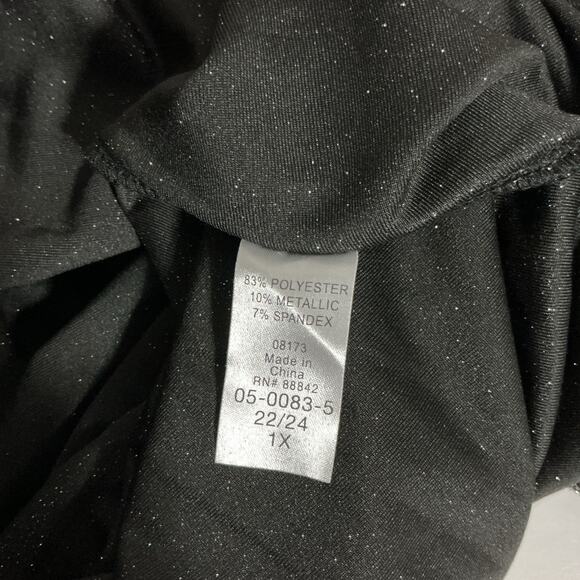 83% POLYESTER
10% METALLIC
7% SPANDEX
08173
Made in
China
RN# 88842
05-0083-5
22/24
1X